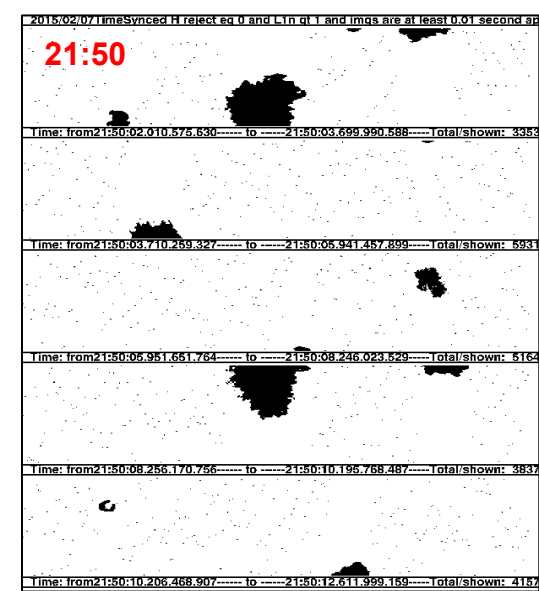 2015/02/07TimeSynced H reject eq 0 and L1n gt 1 and imgs are at least 0.01 second ap
21:50
Time: from21:50:02.010.575.630------ to ------21:50:03.699.990.588-----Total/shown: 3353
Time: from21:50:03.710.259.327------ to ------21:50:05.941.457.899-----Total/shown: 5931
Time: from21:50:05.951.651.764------ to ------21:50:08.246.023.529-----Total/shown: 5164
Time: from21:50:08.256.170.756------ to ------21:50:10.195.768.487-----Total/shown: 3837
Time: from21:50:10.206.468.907------ to ------21:50:12.611.999.159-----Total/shown: 4157